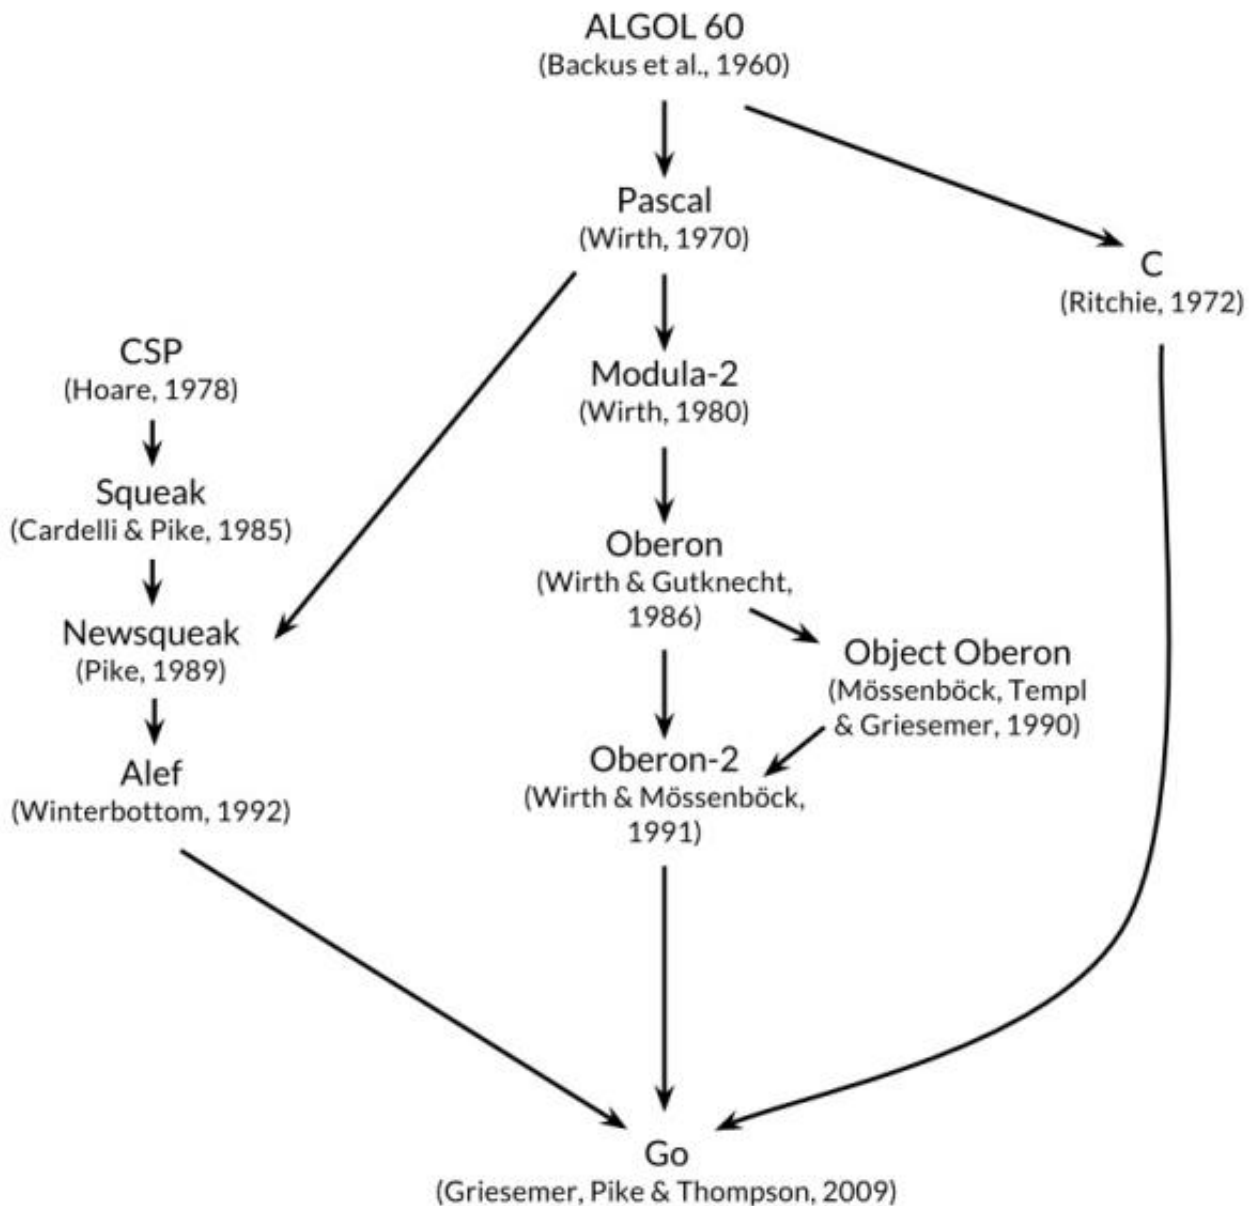 ALGOL 60
(Backus et al., 1960)
Pascal
(Wirth, 1970)
C
(Ritchie, 1972)
CSP
(Hoare, 1978)
Modula-2
(Wirth, 1980)
Squeak
(Cardelli & Pike, 1985)
Oberon
(Wirth & Gutknecht,
1986)
Newsqueak
(Pike, 1989)
Object Oberon
(Mössenböck, Templ
& Griesemer, 1990)
Alef
(Winterbottom, 1992)
Oberon-2
(Wirth & Mössenböck,
1991)
Go
(Griesemer, Pike & Thompson, 2009)